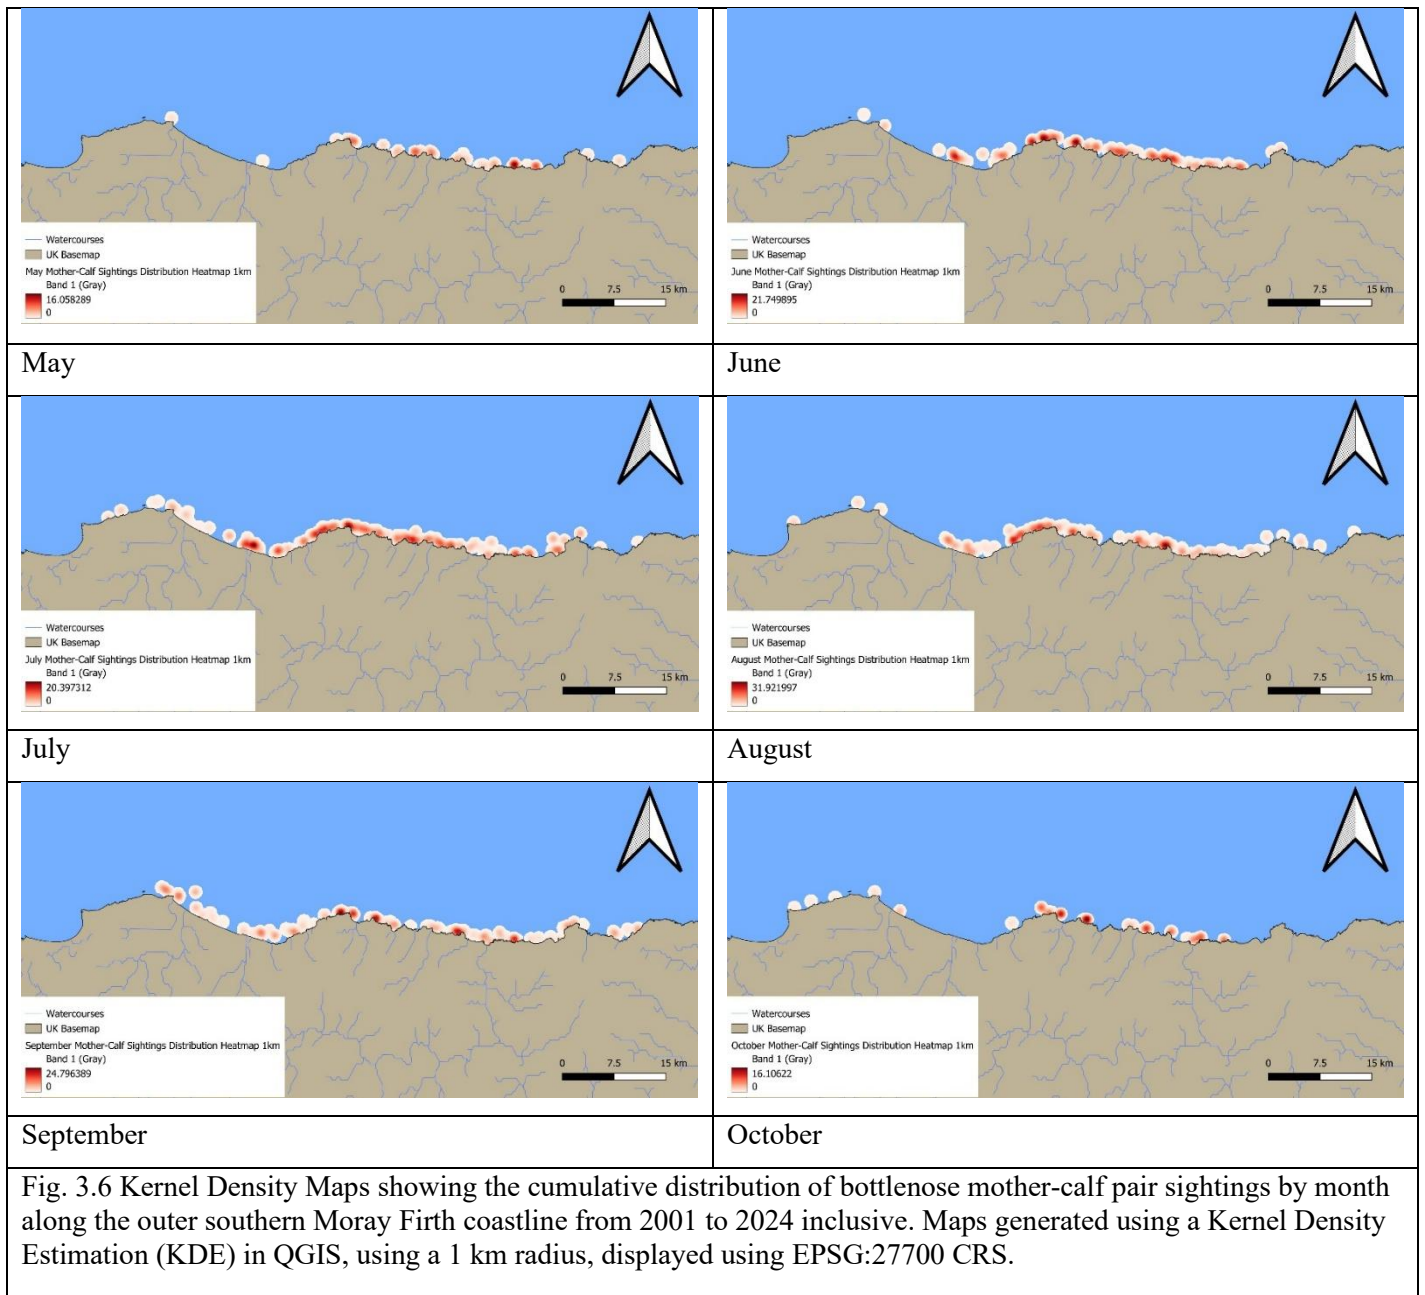 Watercourses
UK Basemap
May Mother-Calf Sightings Distribution Heatmap 1km
Band 1 (Gray)
16.058289
0
0 7.5 15 km
May
Watercourses
UK Basemap
June Mother-Calf Sightings Distribution Heatmap 1km
Band 1 (Gray)
21.749895
0
0 7.5 15 km
June
Watercourses
UK Basemap
July Mother-Calf Sightings Distribution Heatmap 1km
Band 1 (Gray)
20.397312
0
0 7.5 15 km
July
Watercourses
UK Basemap
August Mother-Calf Sightings Distribution Heatmap 1km
Band 1 (Gray)
31.921997
0
0 7.5 15 km
August
Watercourses
UK Basemap
September Mother-Calf Sightings Distribution Heatmap 1km
Band 1 (Gray)
24.796389
0
0 7.5 15 km
September
Watercourses
UK Basemap
October Mother-Calf Sightings Distribution Heatmap 1km
Band 1 (Gray)
16.10622
0
0 7.5 15 km
October
Fig. 3.6 Kernel Density Maps showing the cumulative distribution of bottlenose mother-calf pair sightings by month
along the outer southern Moray Firth coastline from 2001 to 2024 inclusive. Maps generated using a Kernel Density
Estimation (KDE) in QGIS, using a 1 km radius, displayed using EPSG:27700 CRS.